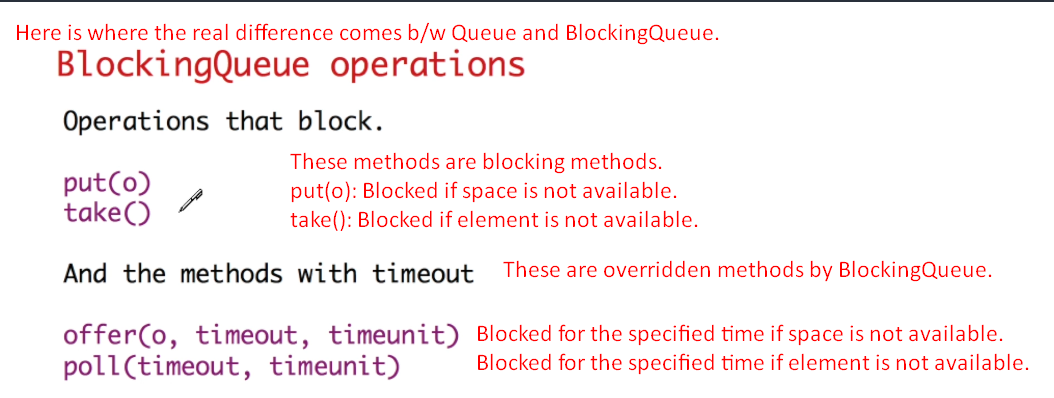 Here is where the real difference comes b/w Queue and BlockingQueue.
BlockingQueue operations
Operations that block.
These methods are blocking methods.
put(o)
put(o): Blocked if space is not available.
take()
take(): Blocked if element is not available.
And the methods with timeout
These are overridden methods by BlockingQueue.
offer(o, timeout, timeunit)
Blocked for the specified time if space is not available.
poll(timeout, timeunit)
Blocked for the specified time if element is not available.